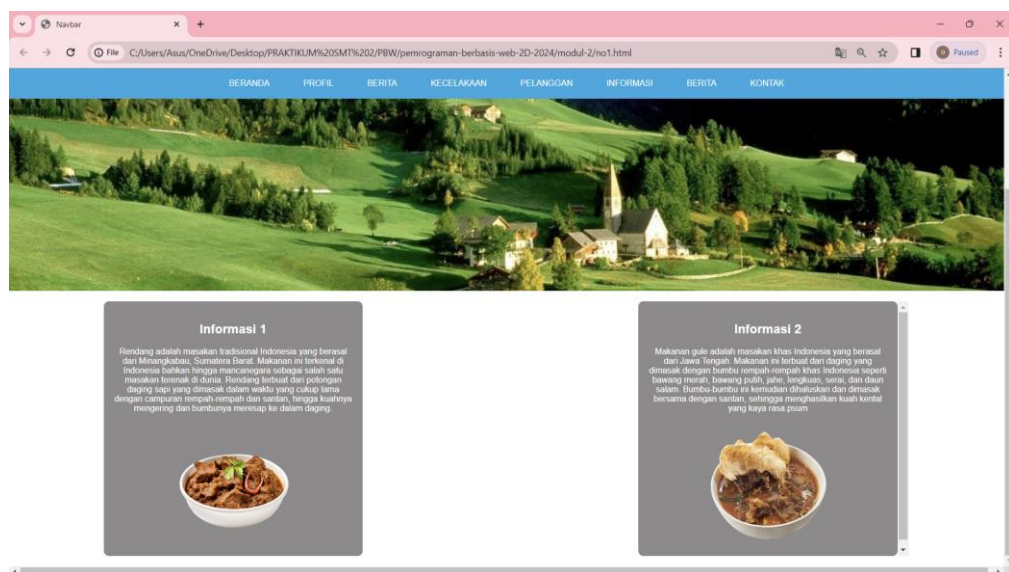 Navbar
File C:/Users/Asus/OneDrive/Desktop/PRAKTIKUM%20SMT%202/PBW/pemrograman-berbasis-web-2D-2024/modul-2/no1.html
Paused
BERANDA PROFIL BERITA KECELAKAAN PELANGGAN INFORMASI BERITA KONTAK
Informasi 1
Rendang adalah masakan tradisional Indonesia yang berasal
dari Minangkabau, Sumatera Barat. Makanan ini terkenal di
Indonesia bahkan hingga mancanegara sebagai salah satu
masakan terenak di dunia. Rendang terbuat dari potongan
daging sapi yang dimasak dalam waktu yang cukup lama
dengan campuran rempah-rempah dan santan, hingga kuahnya
mengering dan bumbunya meresap ke dalam daging.
Informasi 2
Makanan gule adalah masakan khas Indonesia yang berasal
dari Jawa Tengah. Makanan ini terbuat dari daging yang
dimasak dengan bumbu rempah-rempah khas Indonesia seperti
bawang merah, bawang putih, jahe, lengkuas, serai, dan daun
salam. Bumbu-bumbu ini kemudian dihaluskan dan dimasak
bersama dengan santan, sehingga menghasilkan kuah kental
yang kaya rasa psum